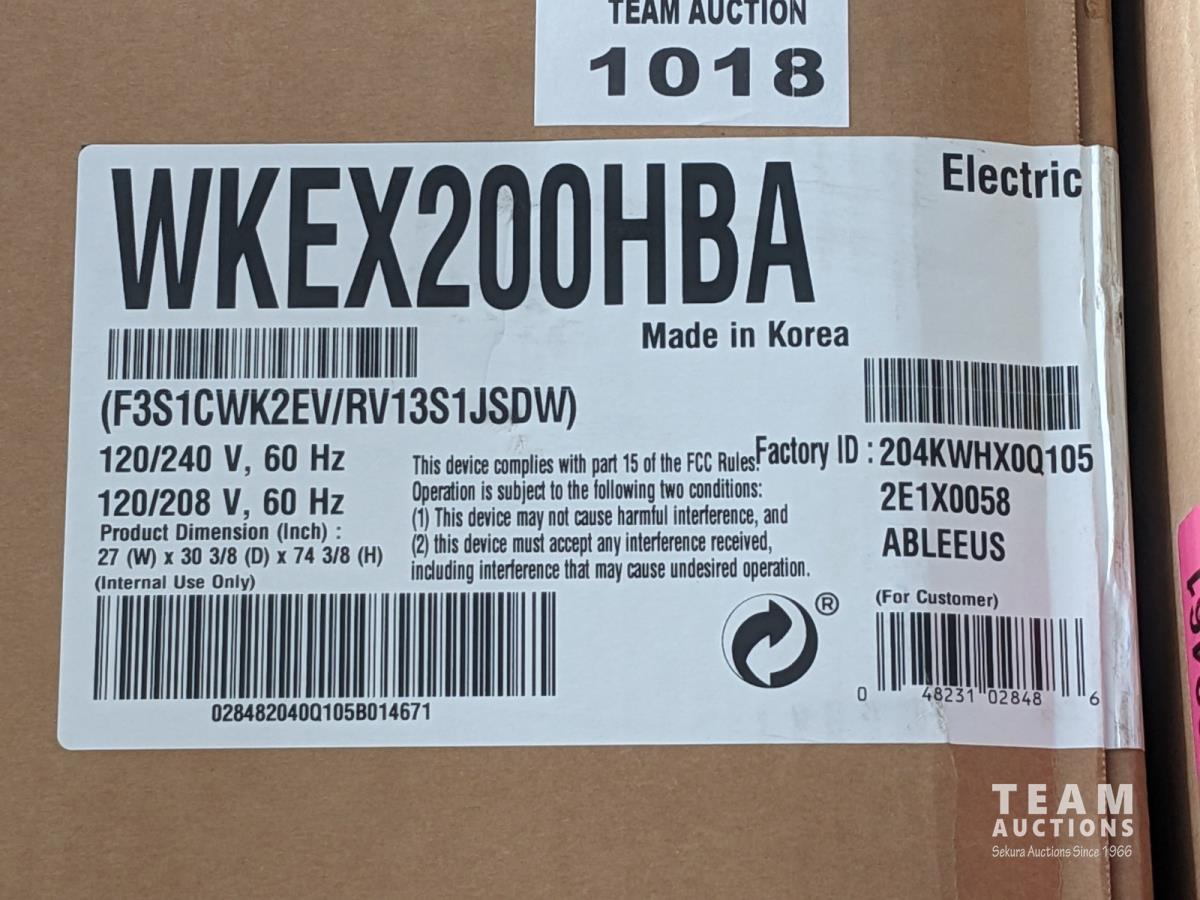 TEAM AUCTION
1018
WKEX200HBA
Electric
Made in Korea
(F3S1CWK2EV/RV13S1JSDW)
120/240 V, 60 Hz
120/208 V, 60 Hz
Product Dimension (Inch) :
27 (W) x 30 3/8 (D) x 74 3/8 (H)
(Internal Use Only)
028482040Q105B014671
This device complies with part 15 of the FCC Rules.
Operation is subject to the following two conditions:
(1) This device may not cause harmful interference, and
(2) this device must accept any interference received,
including interference that may cause undesired operation.
®
Factory ID : 204KWHX0Q105
2E1X0058
ABLEEUS
(For Customer)
0 48231 02848 6
TEAM
AUCTIONS
Sekura Auctions Since 1966